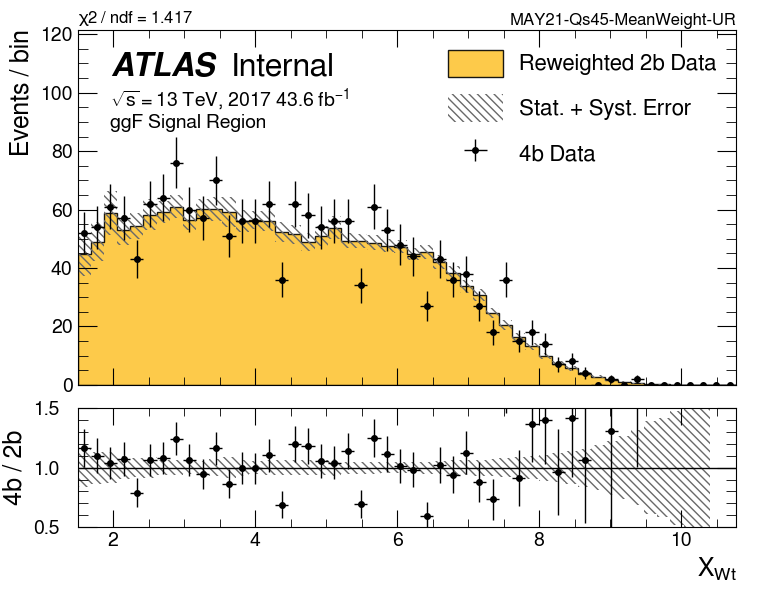 χ² / ndf = 1.417
MAY21-Qs45-MeanWeight-UR
Events / bin
120
100
80
60
40
20
0
ATLAS Internal
√s = 13 TeV, 2017 43.6 fb⁻¹
ggF Signal Region
Reweighted 2b Data
Stat. + Syst. Error
4b Data
4b / 2b
1.5
1.0
0.5
2 4 6 8 10
X_Wt